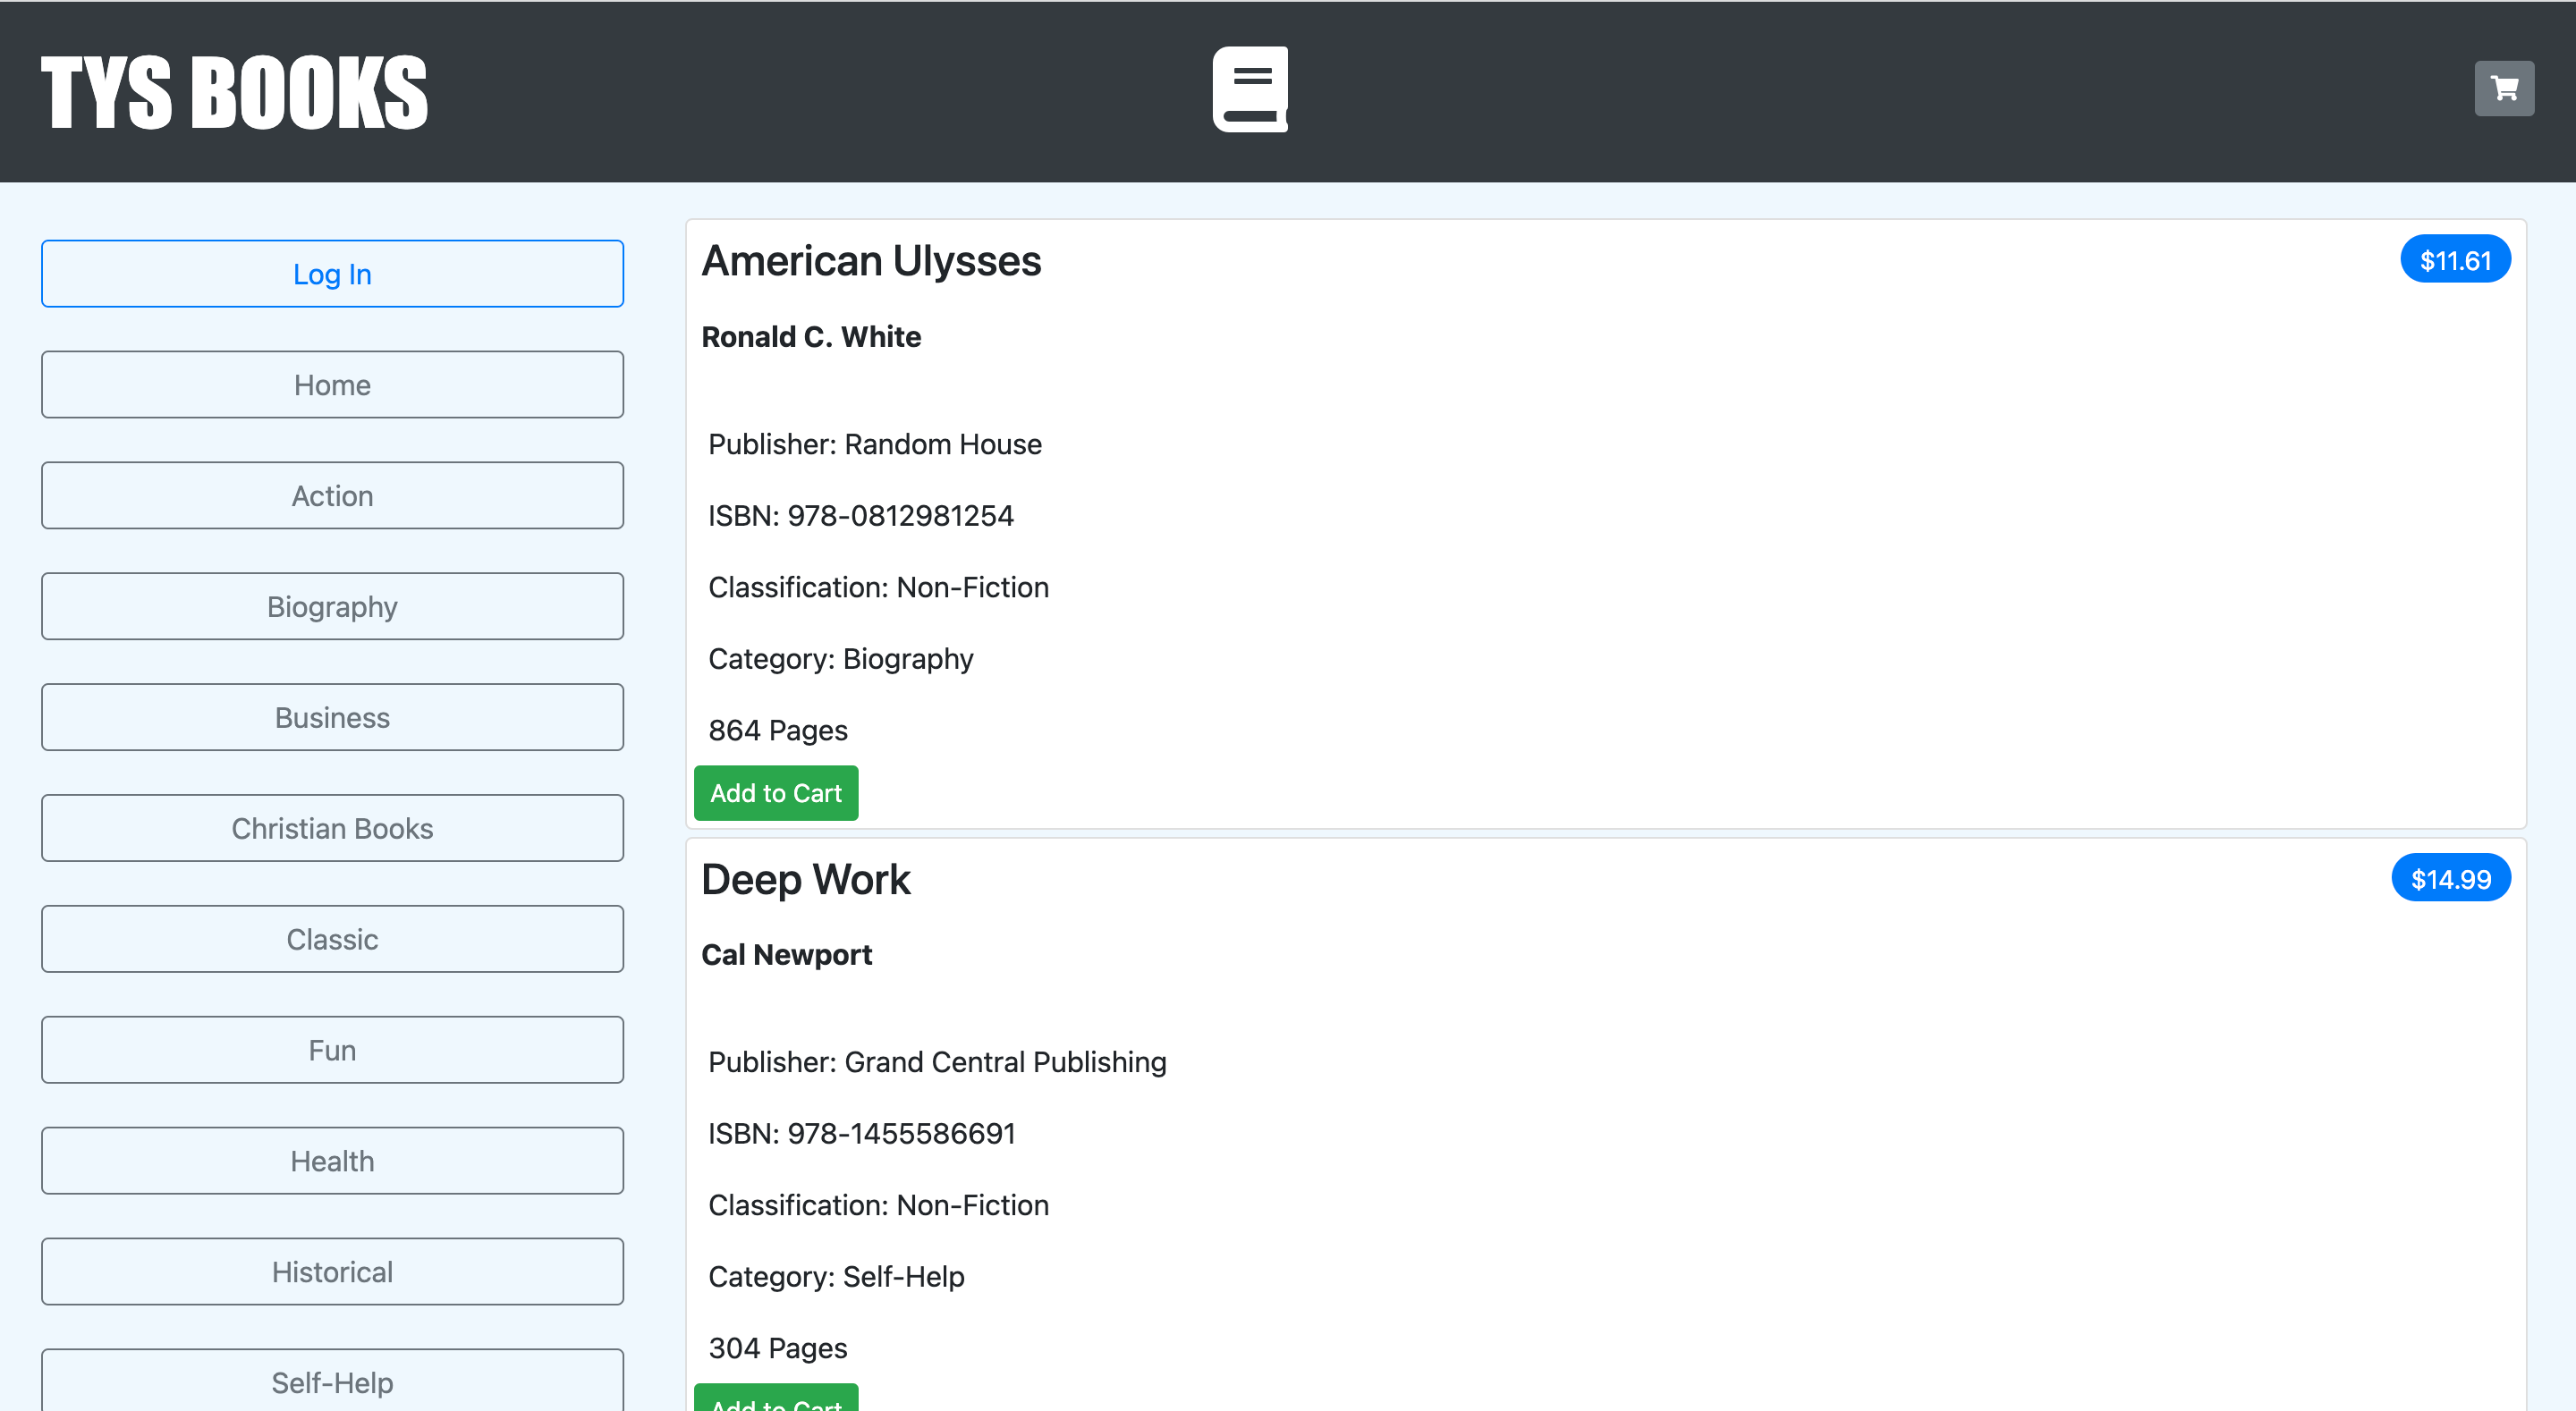 TYS BOOKS
Log In
Home
Action
Biography
Business
Christian Books
Classic
Fun
Health
Historical
Self-Help
American Ulysses
$11.61
Ronald C. White
Publisher: Random House
ISBN: 978-0812981254
Classification: Non-Fiction
Category: Biography
864 Pages
Add to Cart
Deep Work
$14.99
Cal Newport
Publisher: Grand Central Publishing
ISBN: 978-1455586691
Classification: Non-Fiction
Category: Self-Help
304 Pages
Add to Cart